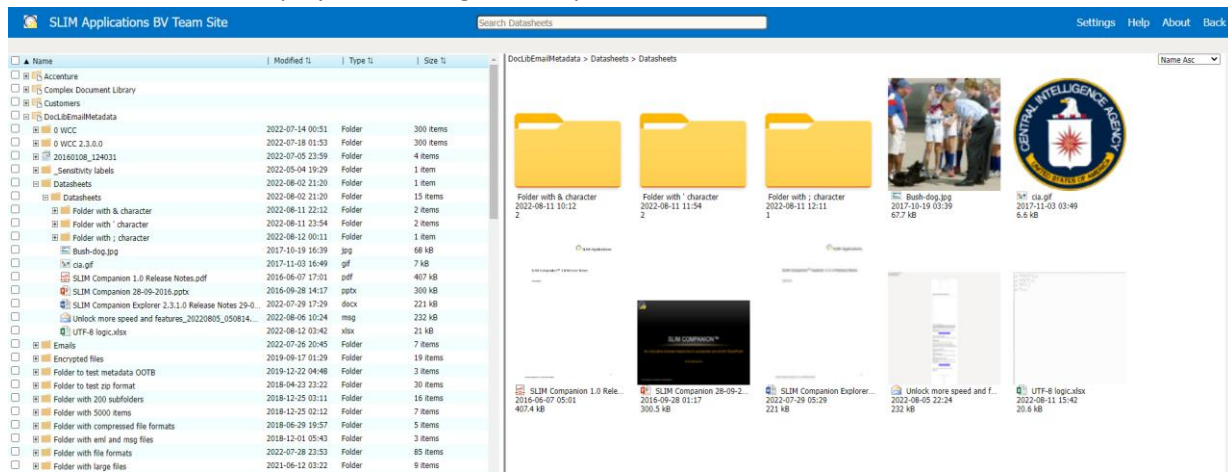 SLIM Applications BV Team Site
Search Datasheets
Settings Help About Back
Name | Modified | Type | Size
Accenture
Complex Document Library
Customers
DocLibEmailMetadata
0 WCC 2022-07-14 00:51 Folder 300 items
0 WCC 2.3.0.0 2022-07-18 01:53 Folder 300 items
20160108_124031 2022-07-05 23:59 Folder 4 items
_Sensitivity labels 2022-05-04 19:29 Folder 1 item
Datasheets 2022-08-02 21:20 Folder 1 item
Datasheets 2022-08-02 21:20 Folder 15 items
Folder with & character 2022-08-11 22:12 Folder 2 items
Folder with ' character 2022-08-11 23:54 Folder 2 items
Folder with ; character 2022-08-12 00:11 Folder 1 item
Bush-dog.jpg 2017-10-19 16:39 jpg 68 kB
cia.gif 2017-11-03 16:49 gif 7 kB
SLIM Companion 1.0 Release Notes.pdf 2016-06-07 17:01 pdf 407 kB
SLIM Companion 28-09-2016.pptx 2016-09-28 14:17 pptx 300 kB
SLIM Companion Explorer 2.3.1.0 Release Notes 29-0... 2022-07-29 17:29 docx 221 kB
Unlock more speed and features_20220805_050814.... 2022-08-06 10:24 msg 232 kB
UTF-8 logic.xlsx 2022-08-12 03:42 xlsx 21 kB
Emails 2022-07-26 20:45 Folder 7 items
Encrypted files 2019-09-17 01:29 Folder 19 items
Folder to test metadata OOTB 2019-12-22 04:48 Folder 3 items
Folder to test zip format 2018-04-23 23:22 Folder 30 items
Folder with 200 subfolders 2018-12-25 03:11 Folder 16 items
Folder with 5000 items 2018-12-25 02:12 Folder 7 items
Folder with compressed file formats 2018-06-29 19:57 Folder 5 items
Folder with eml and msg files 2018-12-01 05:43 Folder 3 items
Folder with file formats 2022-07-28 23:53 Folder 85 items
Folder with large files 2021-06-12 03:22 Folder 9 items
DocLibEmailMetadata > Datasheets > Datasheets
Name Asc
CENTRAL INTELLIGENCE AGENCY
UNITED STATES OF AMERICA
Folder with & character
2022-08-11 10:12
2
Folder with ' character
2022-08-11 11:54
2
Folder with ; character
2022-08-11 12:11
1
Bush-dog.jpg
2017-10-19 03:39
67.7 kB
cia.gif
2017-11-03 03:49
6.6 kB
SLIM Applications
SLIM COMPANION™
SLIM Companion 1.0 Rele...
2016-06-07 05:01
407.4 kB
SLIM Companion 28-09-2...
2016-09-28 01:17
300.5 kB
SLIM Companion Explorer...
2022-07-29 05:29
221 kB
Unlock more speed and f...
2022-08-05 22:24
232 kB
UTF-8 logic.xlsx
2022-08-11 15:42
20.6 kB